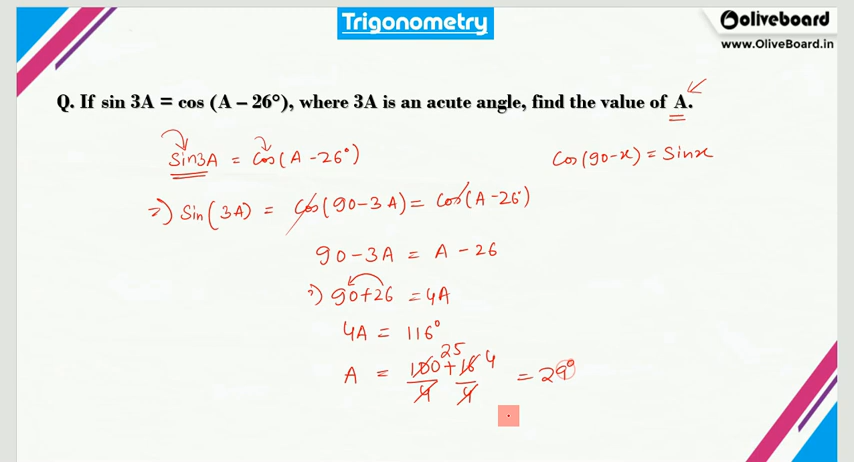 Trigonometry
oliveboard
www.OliveBoard.in
Q. If sin 3A = cos (A – 26°), where 3A is an acute angle, find the value of A.
Sin3A = Cos(A-26°)
Cos(90-x) = Sinx
=) Sin(3A) = Cos(90-3A) = Cos(A-26°)
90-3A = A - 26
=) 90+26 = 4A
4A = 116°
25
A = 100 + 16 4 = 29°
4 4